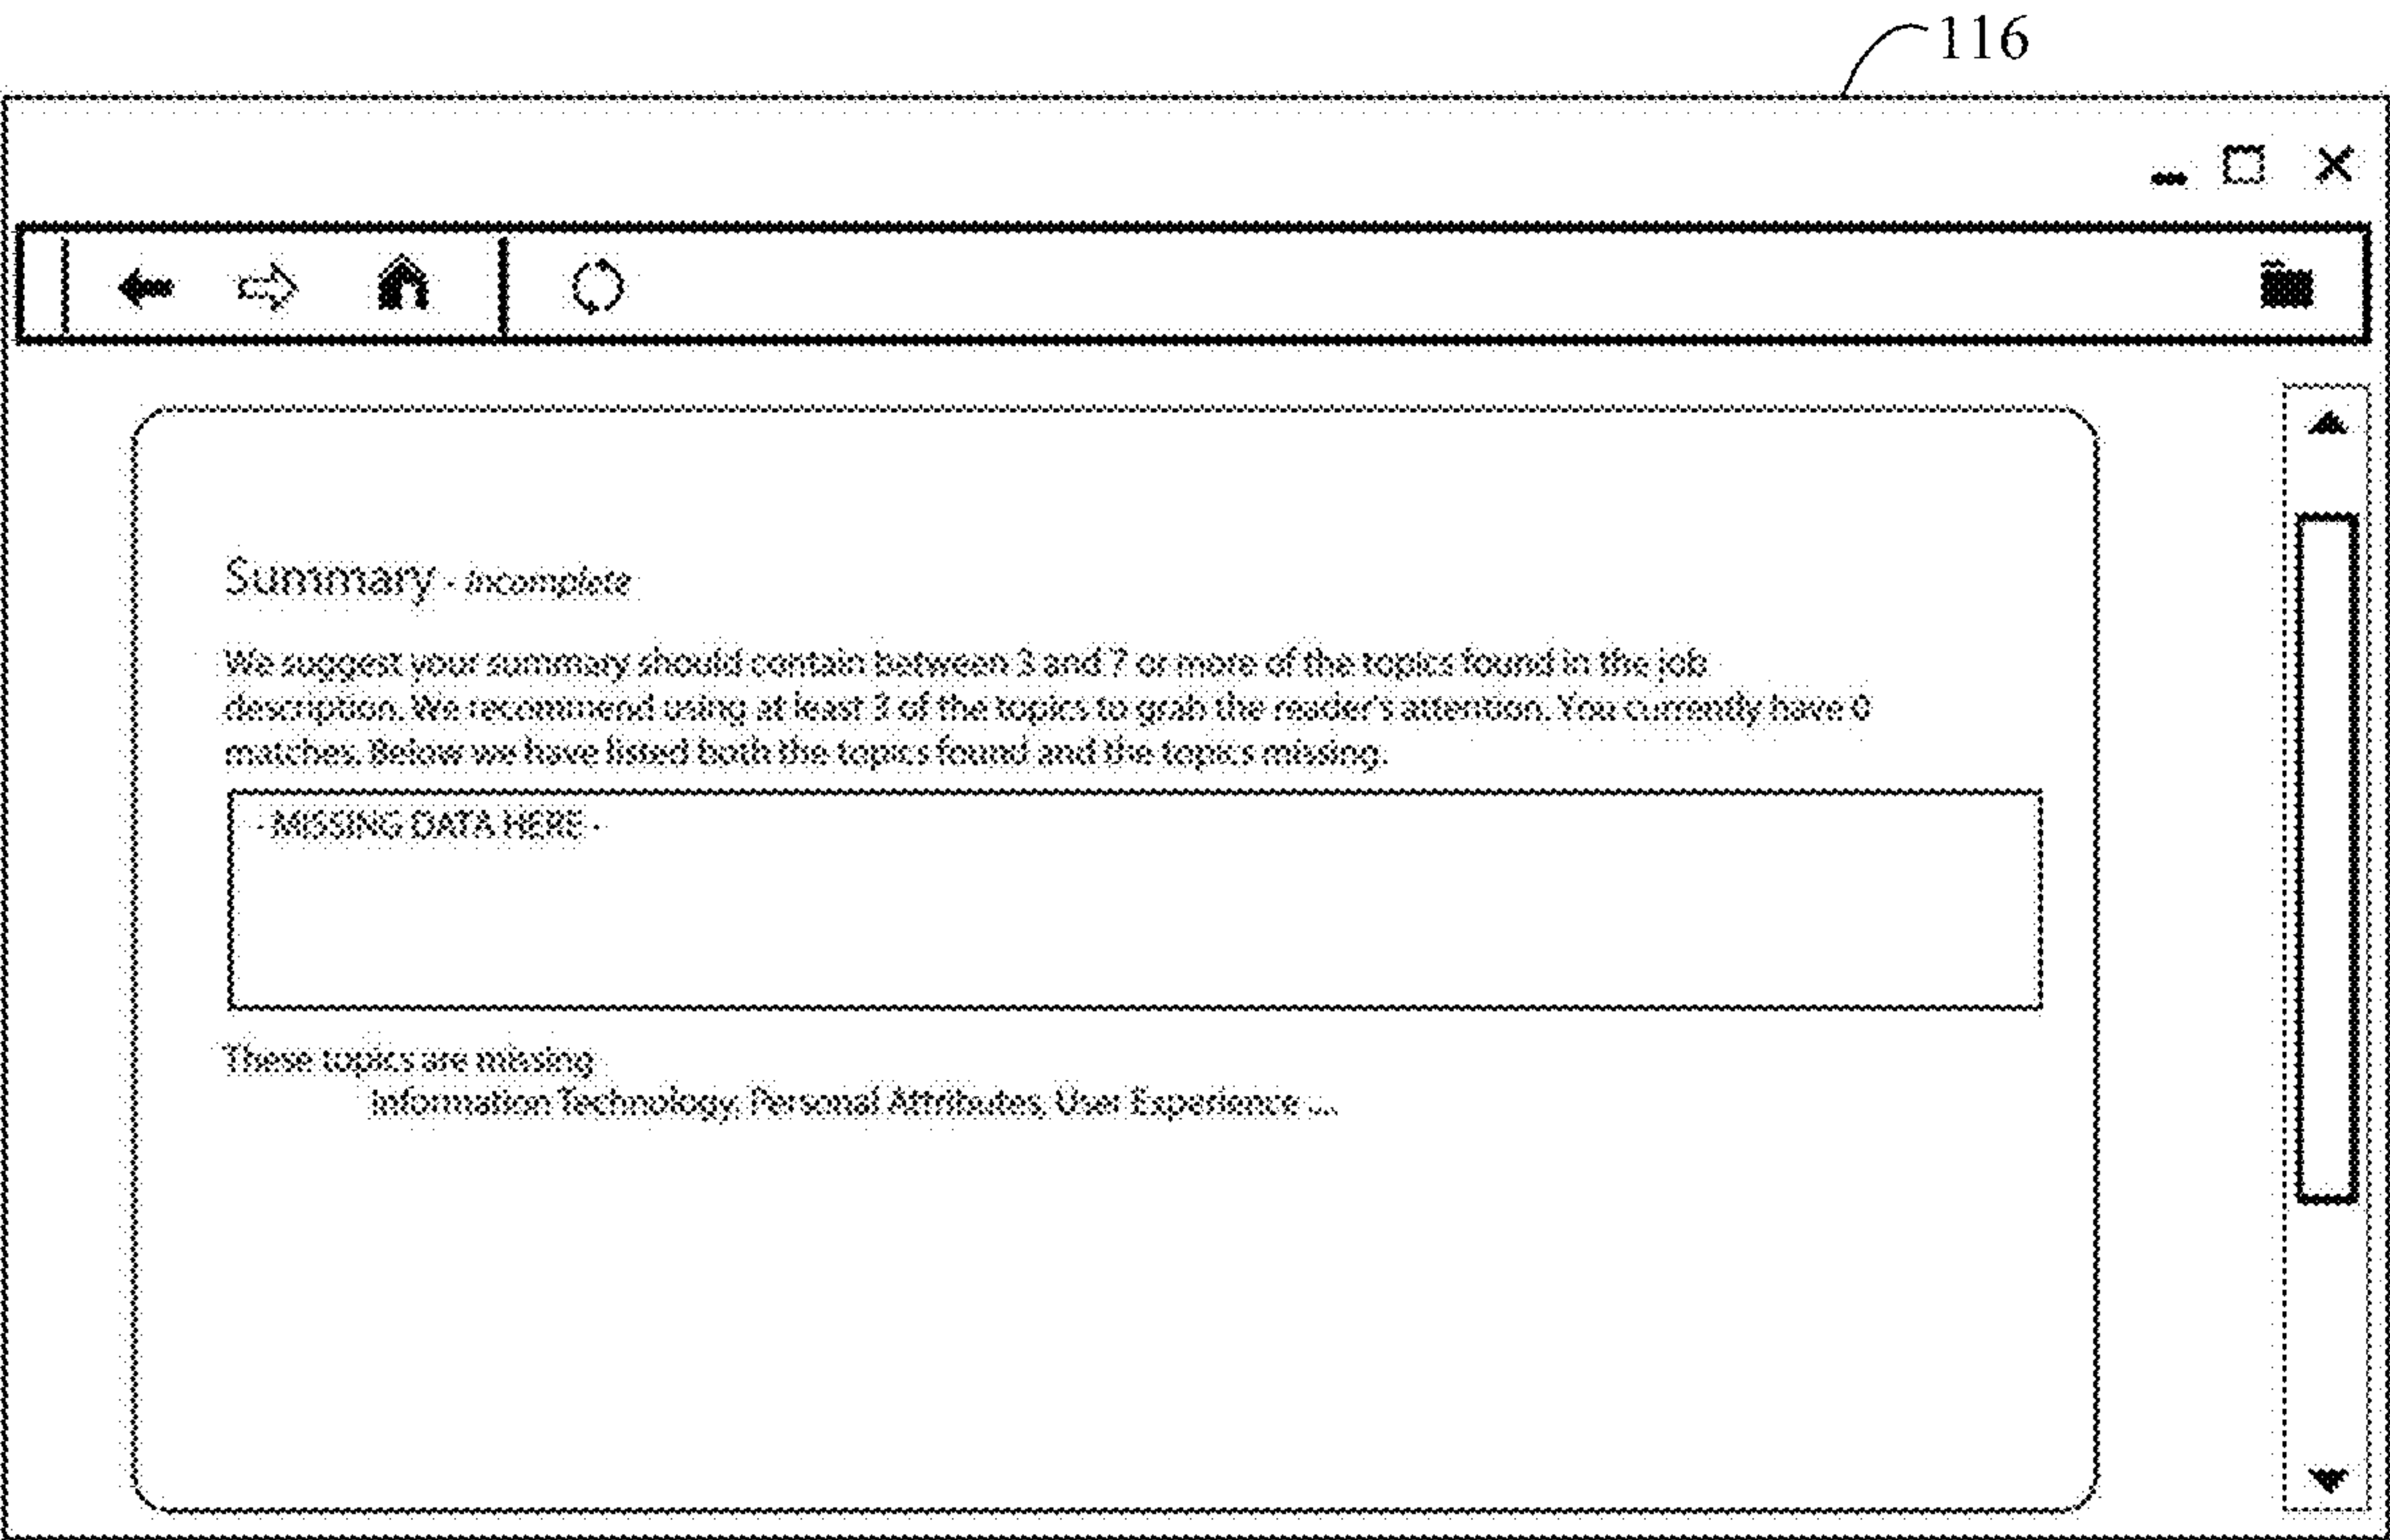 116
Summary - Incomplete
We suggest your summary should contain between 3 and 7 or more of the topics found in the job
description. We recommend using at least 3 of the topics to grab the reader's attention. You currently have 0
matches. Below we have listed both the topics found and the topics missing.
- MISSING DATA HERE -
These topics are missing
Information Technology, Personal Attributes, User Experience ...